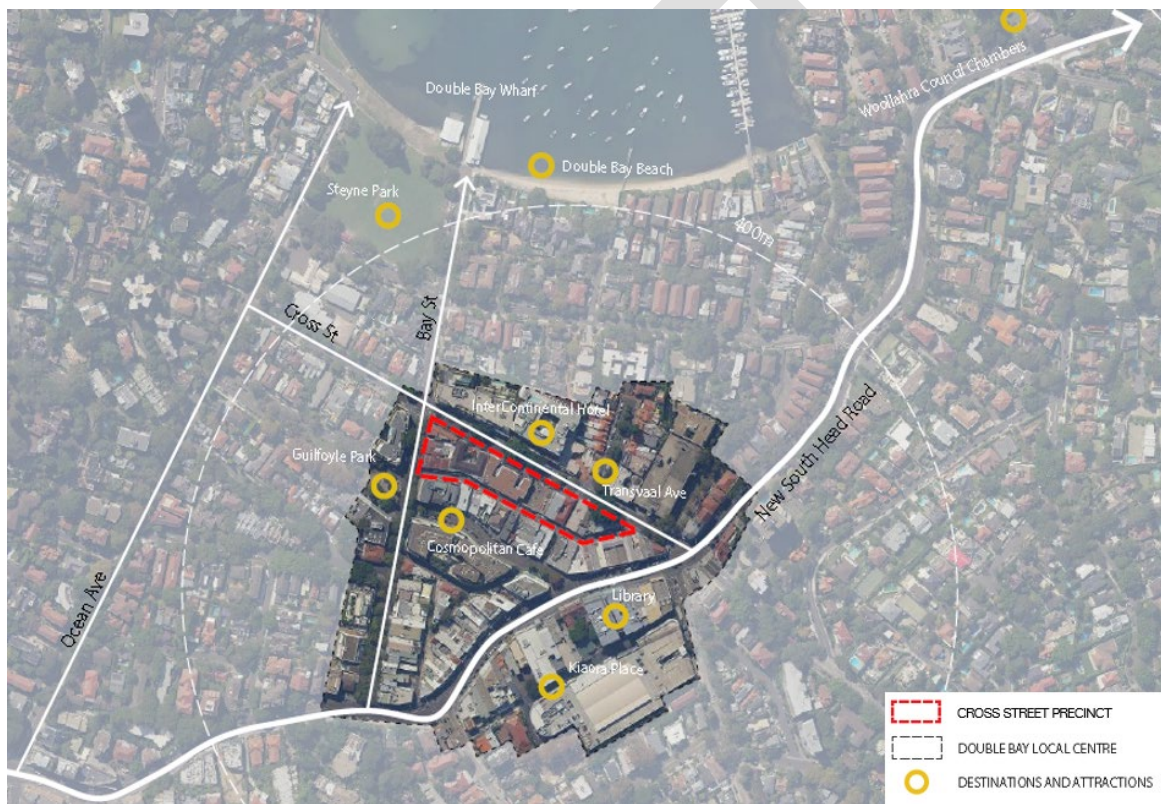 Woollahra Council Chambers
Double Bay Wharf
Double Bay Beach
Steyne Park
400m
Cross St
Bay St
InterContinental Hotel
Guilfoyle Park
Transvaal Ave
New South Head Road
Cosmopolitan Cafe
Ocean Ave
Library
Kiaora Place
CROSS STREET PRECINCT
DOUBLE BAY LOCAL CENTRE
DESTINATIONS AND ATTRACTIONS